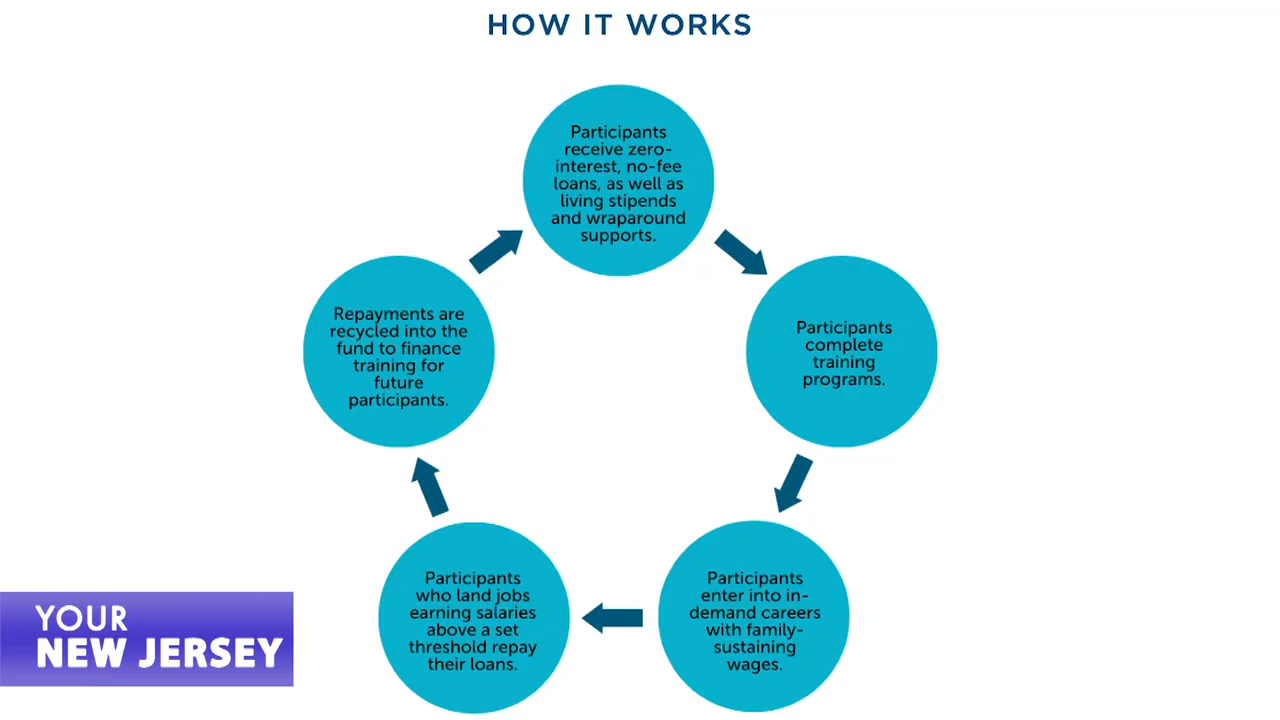 HOW IT WORKS
Participants
receive zero-
interest, no-fee
loans, as well as
living stipends
and wraparound
supports.
Participants
complete
training
programs.
Participants
enter into in-
demand careers
with family-
sustaining
wages.
Participants
who land jobs
earning salaries
above a set
threshold repay
their loans.
Repayments are
recycled into the
fund to finance
training for
future
participants.
YOUR
NEW JERSEY